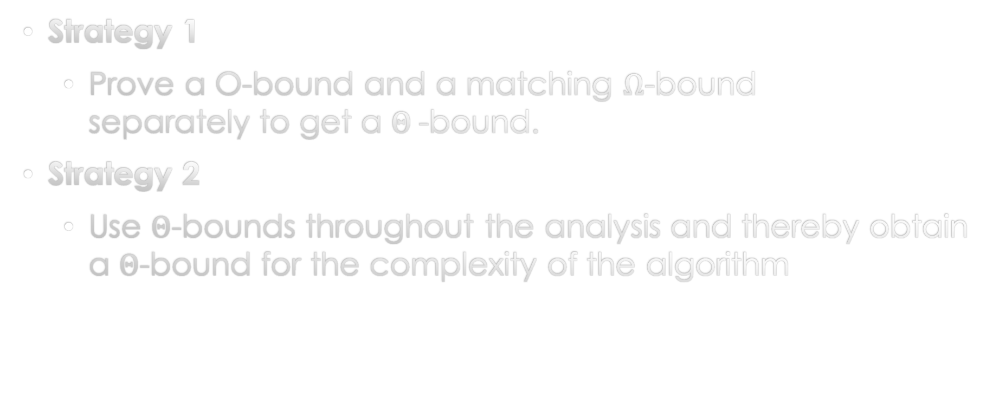 • Strategy 1
• Prove a O-bound and a matching Ω-bound
separately to get a Θ -bound.
• Strategy 2
• Use Θ-bounds throughout the analysis and thereby obtain
a Θ-bound for the complexity of the algorithm